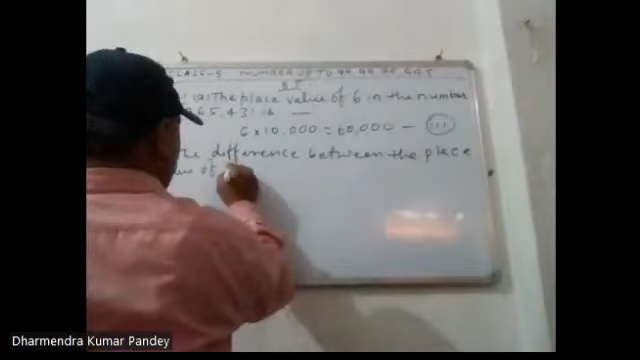 CLASS-5 NUMBER UP TO 99,99,99,999
(a) The place value of 6 in the number
65,431 is —
6 × 10,000 = 60,000 — (iii)
The difference between the place
value of
Dharmendra Kumar Pandey